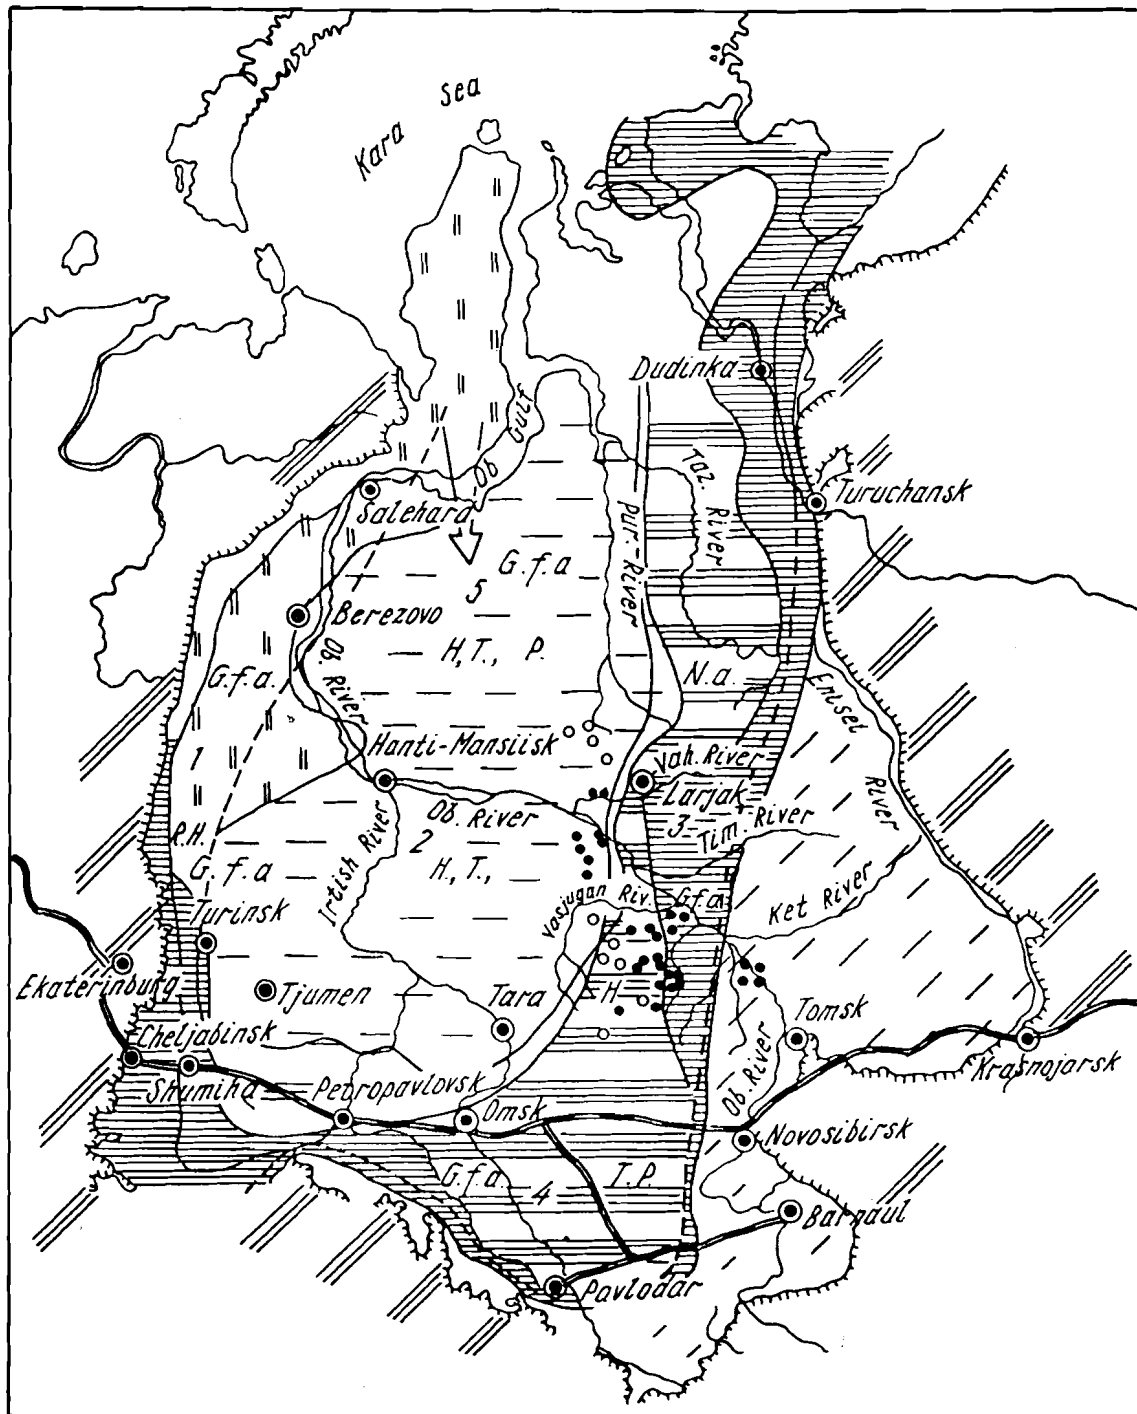 Kara Sea
Dudinka
Ob Gulf
Taz. River
Turuchansk
Salehard
Pur-River
G.f.a
5
Berezovo
H,T., P.
Ob. River
G.f.a.
N.a.
Eniset River
1
Hanti-Mansiisk
Vah. River
Larjak
Ob. River
3
Tim. River
R.H.
2
G.f.a
H.,T.,
Irtish River
Vasjugan Riv.
G.f.a
Ket River
Turinsk
Ekaterinburg
Tjumen
Tara
H
Tomsk
Cheljabinsk
Krasnojarsk
Shumiha
Petropavlovsk
Omsk
Ob. River
Novosibirsk
G.f.a.
4
T.P.
Barnaul
Pavlodar